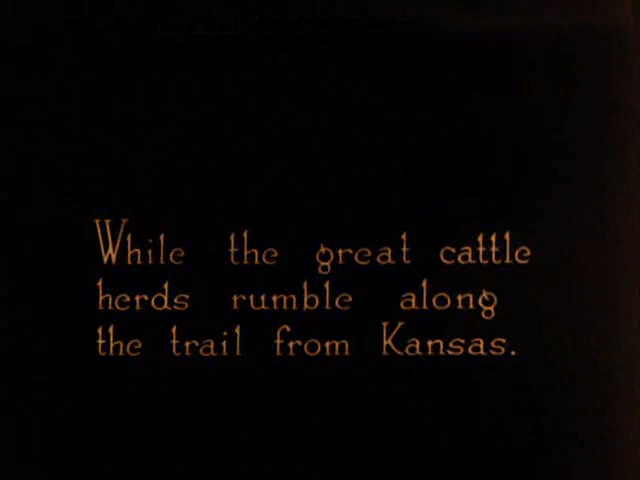 While the great cattle
herds rumble along
the trail from Kansas.